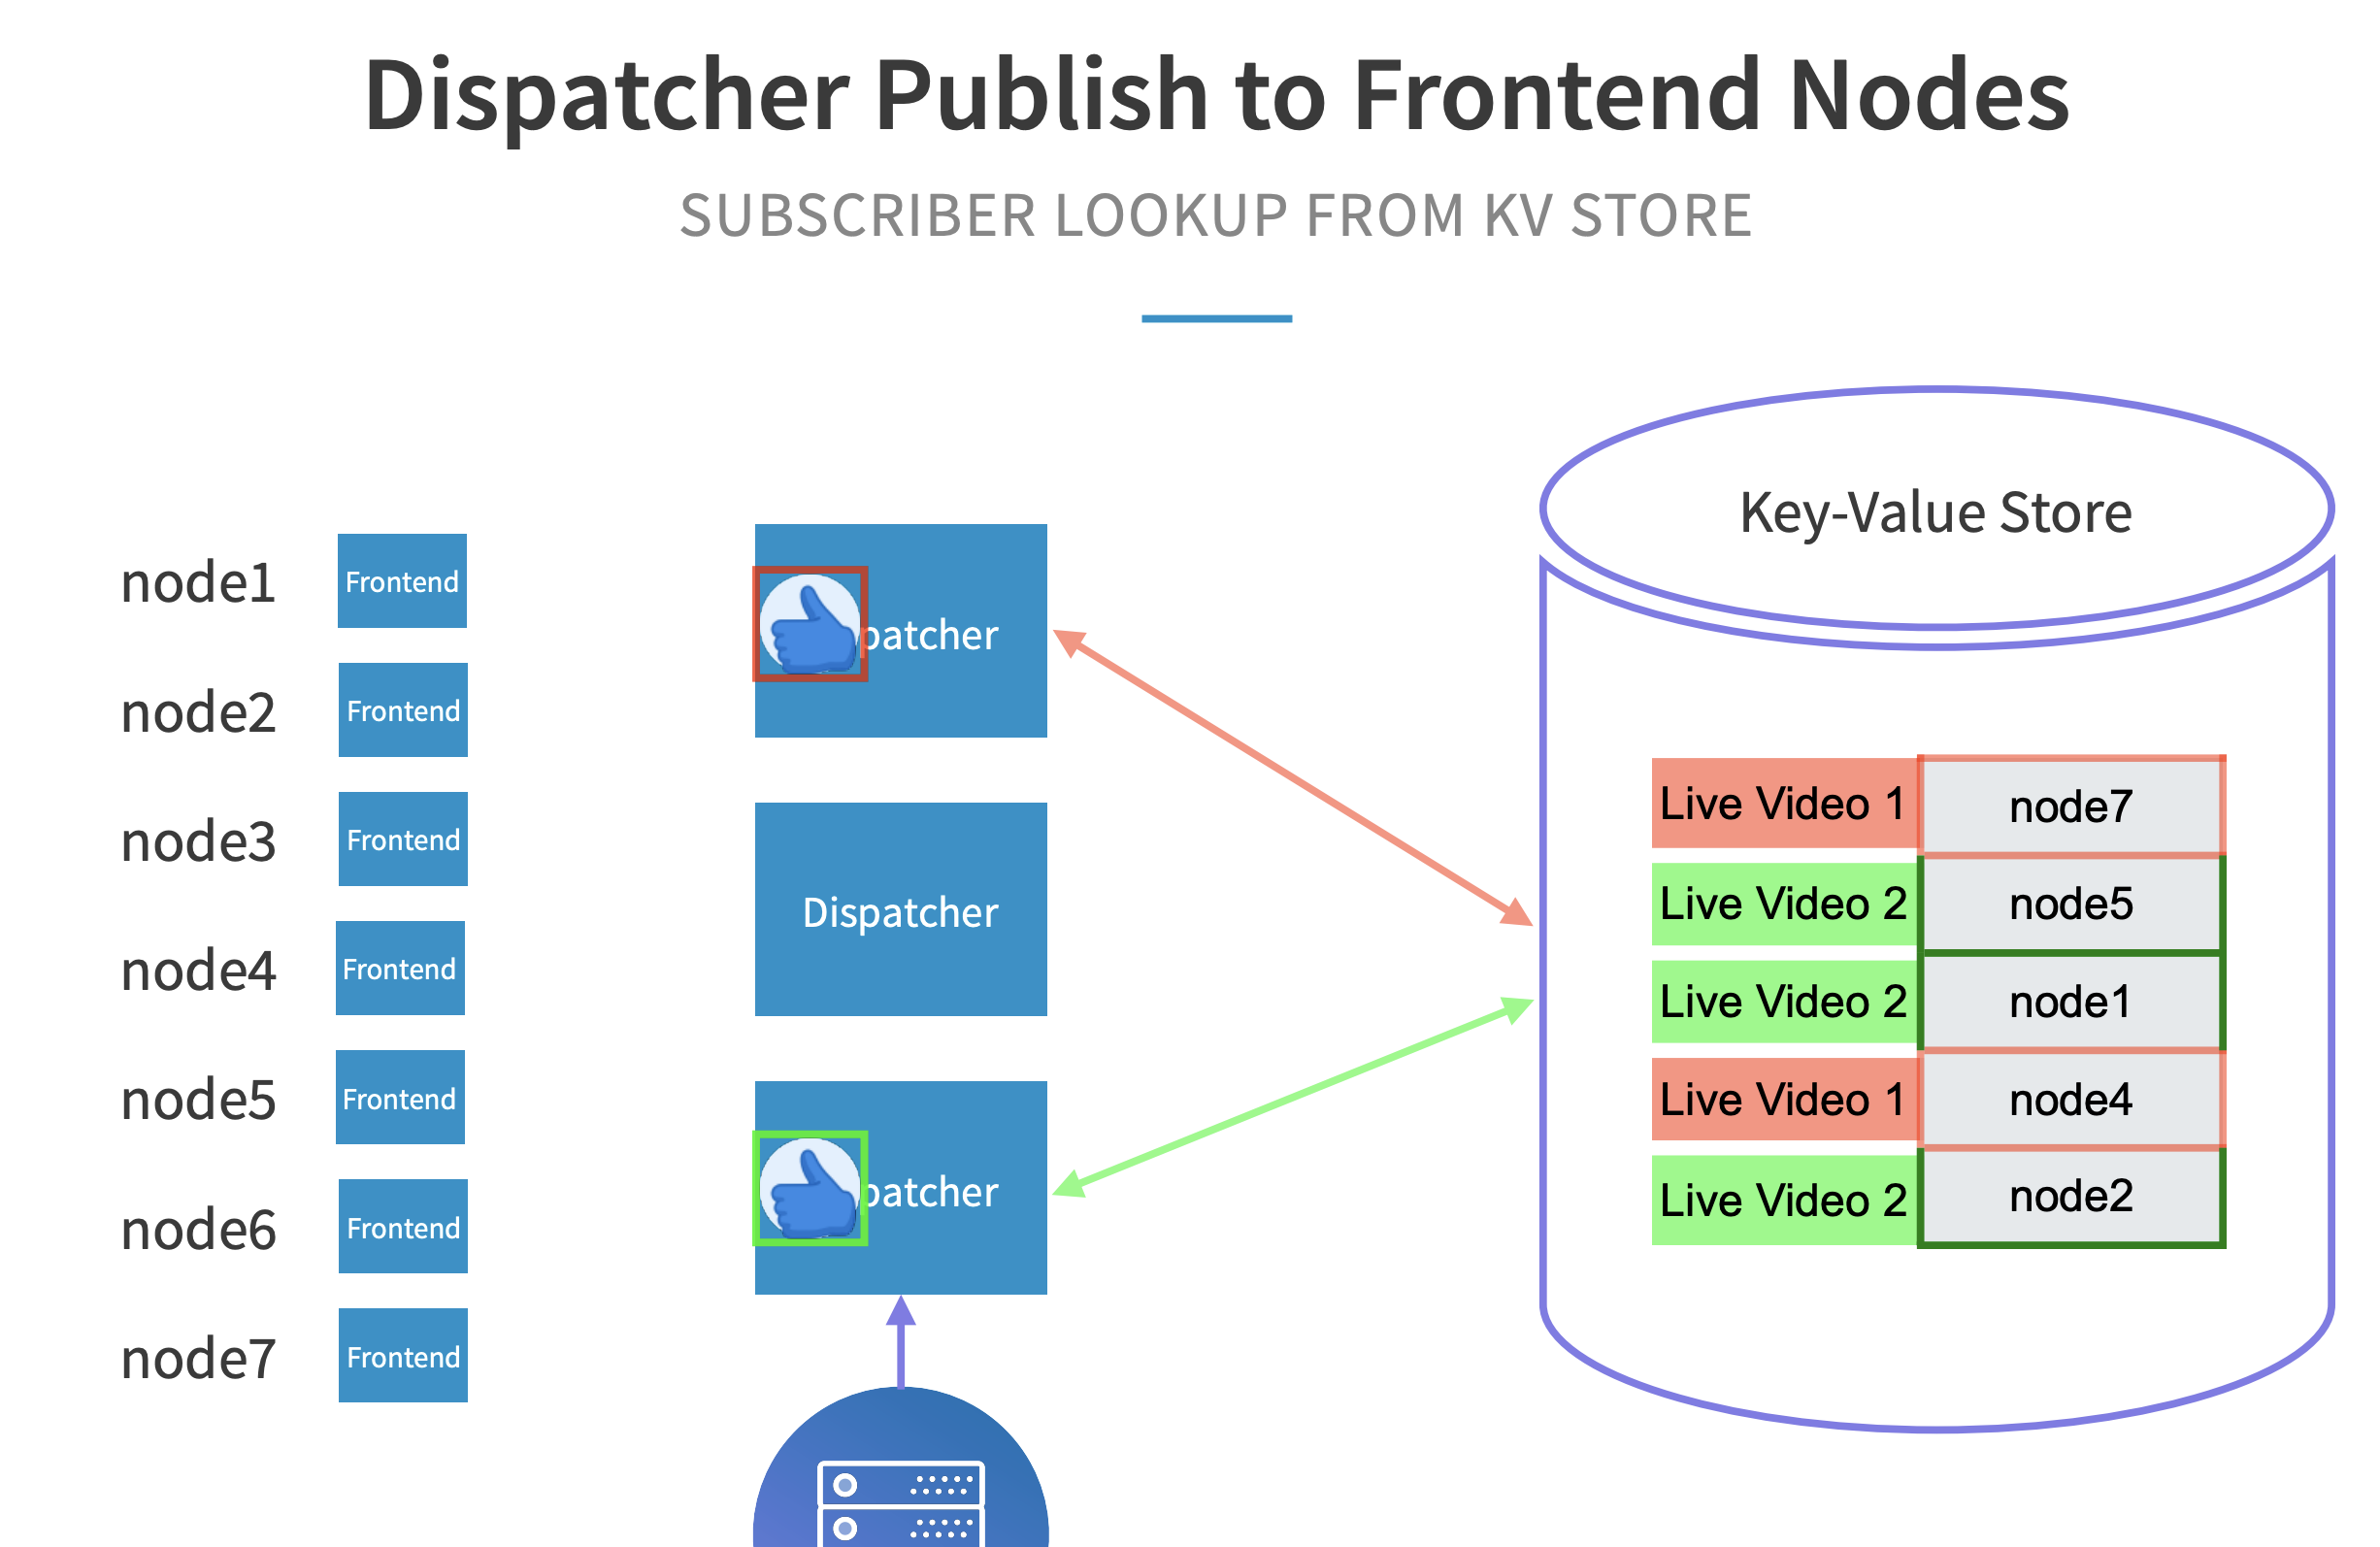 Dispatcher Publish to Frontend Nodes
SUBSCRIBER LOOKUP FROM KV STORE
node1 Frontend
node2 Frontend
node3 Frontend
node4 Frontend
node5 Frontend
node6 Frontend
node7 Frontend
patcher
Dispatcher
patcher
Key-Value Store
Live Video 1 node7
Live Video 2 node5
Live Video 2 node1
Live Video 1 node4
Live Video 2 node2